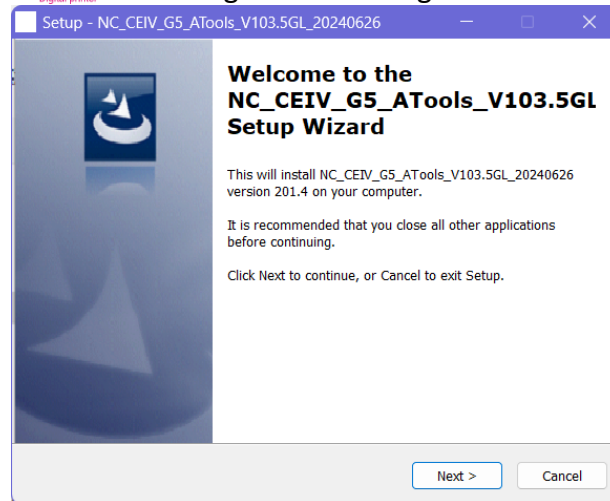 Digital printer
Setup - NC_CEIV_G5_ATools_V103.5GL_20240626
Welcome to the
NC_CEIV_G5_ATools_V103.5GL
Setup Wizard
This will install NC_CEIV_G5_ATools_V103.5GL_20240626
version 201.4 on your computer.
It is recommended that you close all other applications
before continuing.
Click Next to continue, or Cancel to exit Setup.
Next >
Cancel